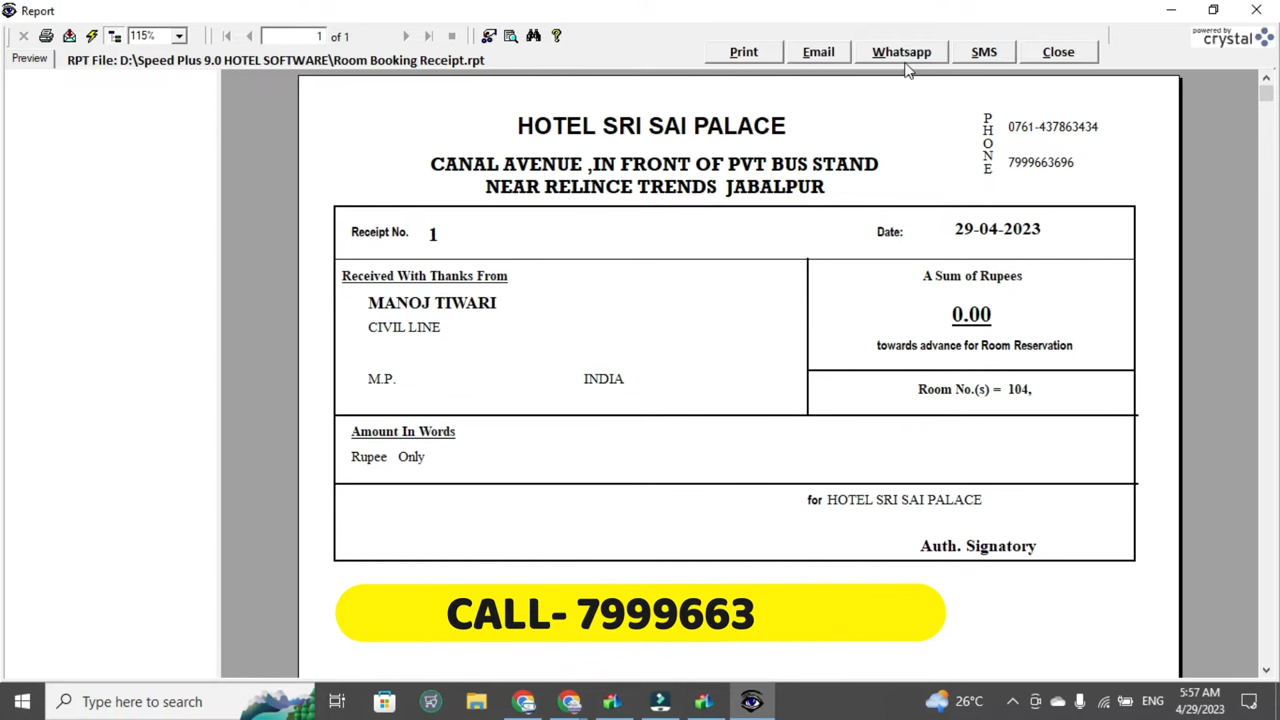 Report
115%
1 of 1
Print Email Whatsapp SMS Close
powered by
crystal
Preview
RPT File: D:\Speed Plus 9.0 HOTEL SOFTWARE\Room Booking Receipt.rpt
HOTEL SRI SAI PALACE
PHONE
0761-437863434
7999663696
CANAL AVENUE ,IN FRONT OF PVT BUS STAND
NEAR RELINCE TRENDS JABALPUR
Receipt No. 1
Date: 29-04-2023
Received With Thanks From
MANOJ TIWARI
CIVIL LINE
M.P. INDIA
A Sum of Rupees
0.00
towards advance for Room Reservation
Room No.(s) = 104,
Amount In Words
Rupee Only
for HOTEL SRI SAI PALACE
Auth. Signatory
CALL- 7999663
Type here to search
26°C
ENG
5:57 AM
4/29/2023